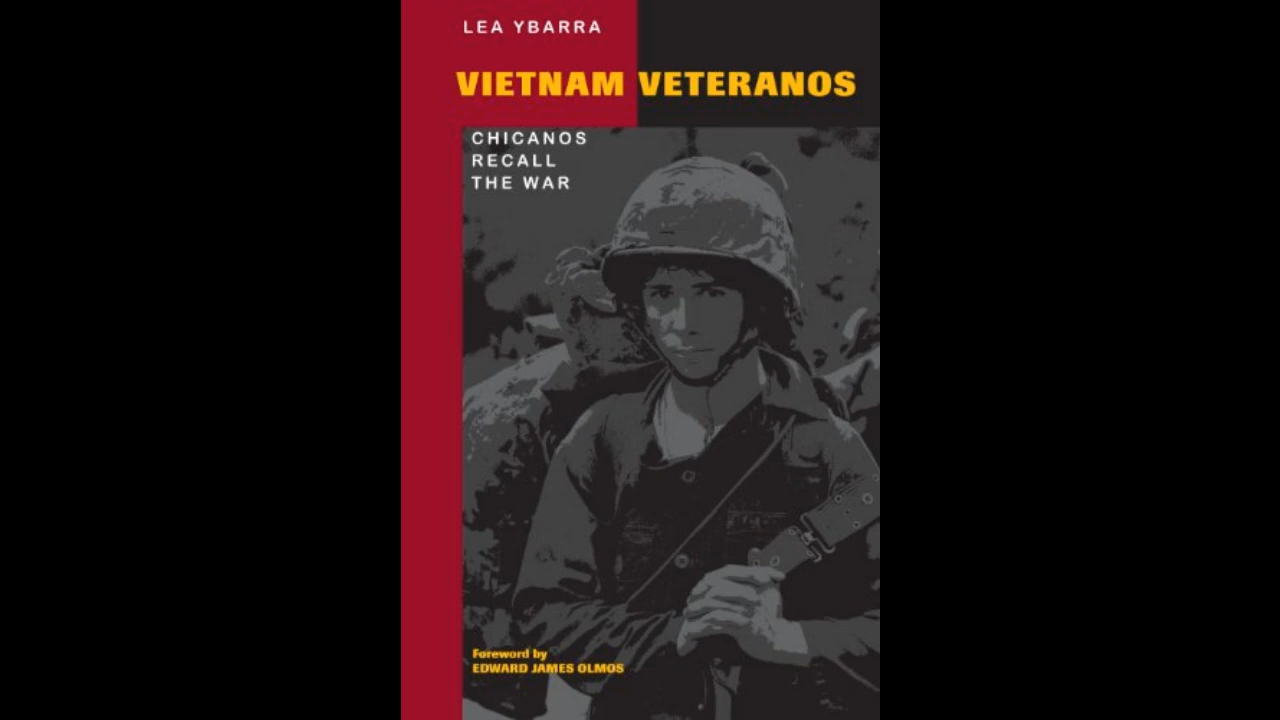 LEA YBARRA
VIETNAM VETERANOS
CHICANOS
RECALL
THE WAR
Foreword by
EDWARD JAMES OLMOS